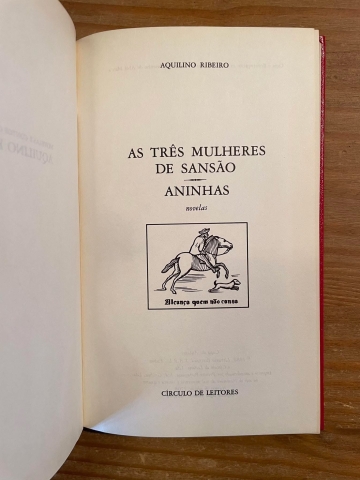 AQUILINO RIBEIRO
AS TRÊS MULHERES
DE SANSÃO
ANINHAS
novelas
Alcança quem não cansa
CÍRCULO DE LEITORES